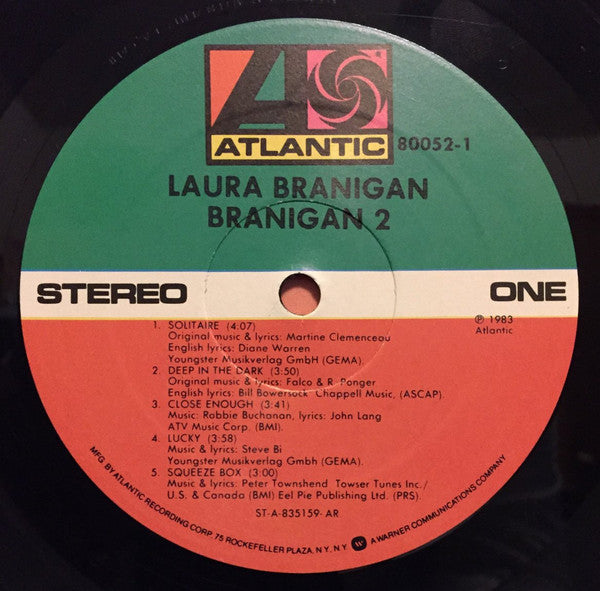 ATLANTIC
80052-1
LAURA BRANIGAN
BRANIGAN 2
STEREO
ONE
℗ 1983
Atlantic
1. SOLITAIRE (4:07)
Original music & lyrics: Martine Clemenceau
English lyrics: Diane Warren
Youngster Musikverlag GmbH (GEMA).
2. DEEP IN THE DARK (3:50)
Original music & lyrics: Falco & R. Ponger
English lyrics: Bill Bowersock Chappell Music, (ASCAP).
3. CLOSE ENOUGH (3:41)
Music: Robbie Buchanan, lyrics: John Lang
ATV Music Corp. (BMI).
4. LUCKY (3:58)
Music & lyrics: Steve Bi
Youngster Musikverlag Gmbh (GEMA).
5. SQUEEZE BOX (3:00)
Music & lyrics: Peter Townshend Towser Tunes Inc./
U.S. & Canada (BMI) Eel Pie Publishing Ltd. (PRS).
ST-A-835159-AR
MFG. BY ATLANTIC RECORDING CORP. 75 ROCKEFELLER PLAZA, N.Y., N.Y. A WARNER COMMUNICATIONS COMPANY